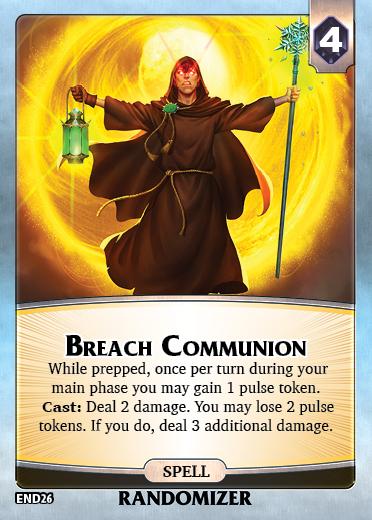 4
Breach Communion
While prepped, once per turn during your
main phase you may gain 1 pulse token.
Cast: Deal 2 damage. You may lose 2 pulse
tokens. If you do, deal 3 additional damage.
SPELL
END26
RANDOMIZER